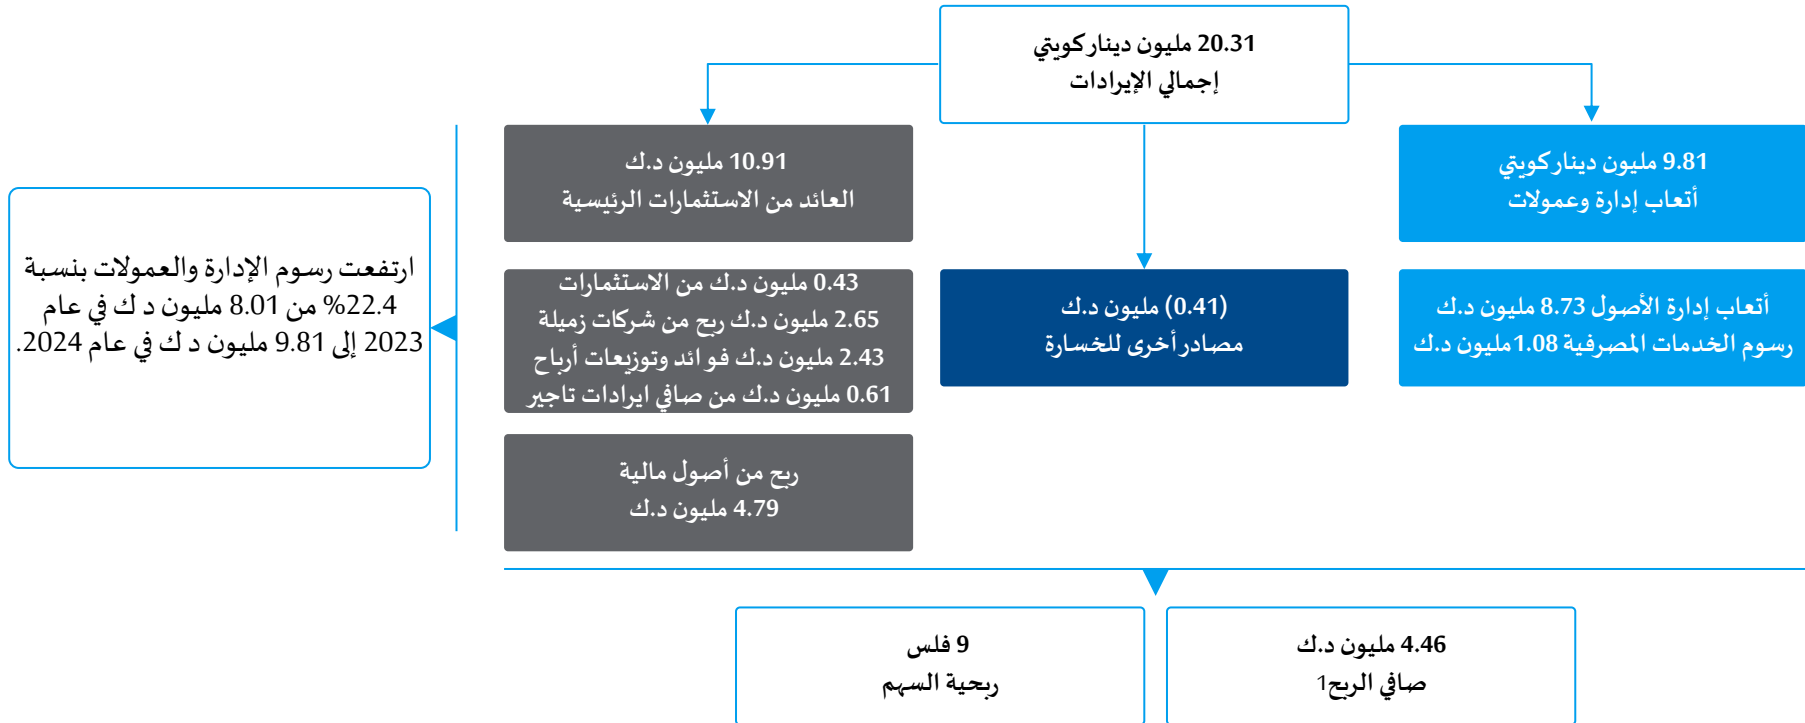 20.31 مليون دينار كويتي
إجمالي الإيرادات
9.81 مليون دينار كويتي
أتعاب إدارة وعمولات
أتعاب إدارة الأصول 8.73 مليون د.ك
رسوم الخدمات المصرفية 1.08مليون د.ك
(0.41) مليون د.ك
مصادر أخرى للخسارة
10.91 مليون د.ك
العائد من الاستثمارات الرئيسية
0.43 مليون د.ك من الاستثمارات
2.65 مليون د.ك ربح من شركات زميلة
2.43 مليون د.ك فوائد وتوزيعات أرباح
0.61 مليون د.ك من صافي ايرادات تاجير
ربح من أصول مالية
4.79 مليون د.ك
ارتفعت رسوم الإدارة والعمولات بنسبة
22.4% من 8.01 مليون د ك في عام
2023 إلى 9.81 مليون د ك في عام 2024.
4.46 مليون د.ك
صافي الربح1
9 فلس
ربحية السهم